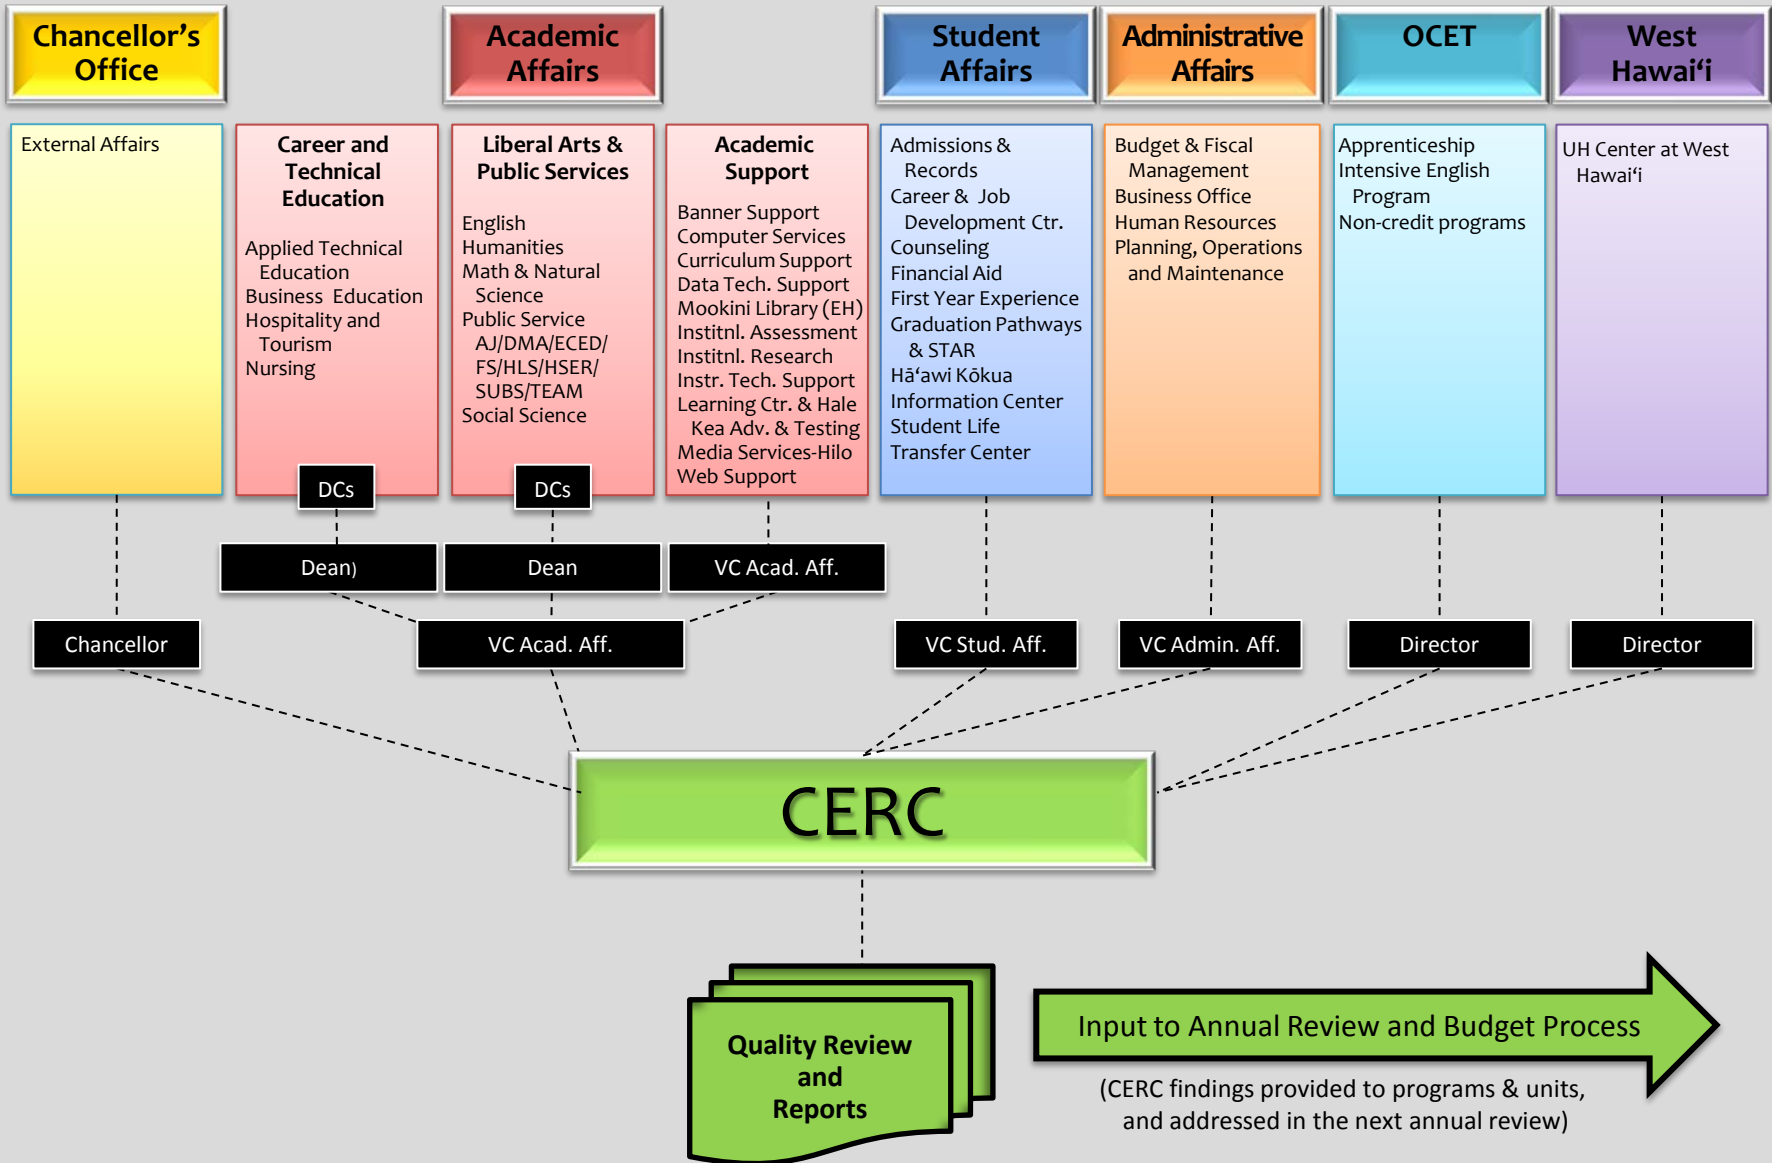 Chancellor's
Office
Academic
Affairs
Student
Affairs
Administrative
Affairs
OCET
West
Hawaiʻi
External Affairs
Career and
Technical
Education
Applied Technical
Education
Business Education
Hospitality and
Tourism
Nursing
Liberal Arts &
Public Services
English
Humanities
Math & Natural
Science
Public Service
AJ/DMA/ECED/
FS/HLS/HSER/
SUBS/TEAM
Social Science
Academic
Support
Banner Support
Computer Services
Curriculum Support
Data Tech. Support
Mookini Library (EH)
Institnl. Assessment
Institnl. Research
Instr. Tech. Support
Learning Ctr. & Hale
Kea Adv. & Testing
Media Services-Hilo
Web Support
Admissions &
Records
Career & Job
Development Ctr.
Counseling
Financial Aid
First Year Experience
Graduation Pathways
& STAR
Hāʻawi Kōkua
Information Center
Student Life
Transfer Center
Budget & Fiscal
Management
Business Office
Human Resources
Planning, Operations
and Maintenance
Apprenticeship
Intensive English
Program
Non-credit programs
UH Center at West
Hawaiʻi
DCs
DCs
Dean)
Dean
VC Acad. Aff.
Chancellor
VC Acad. Aff.
VC Stud. Aff.
VC Admin. Aff.
Director
Director
CERC
Quality Review
and
Reports
Input to Annual Review and Budget Process
(CERC findings provided to programs & units,
and addressed in the next annual review)